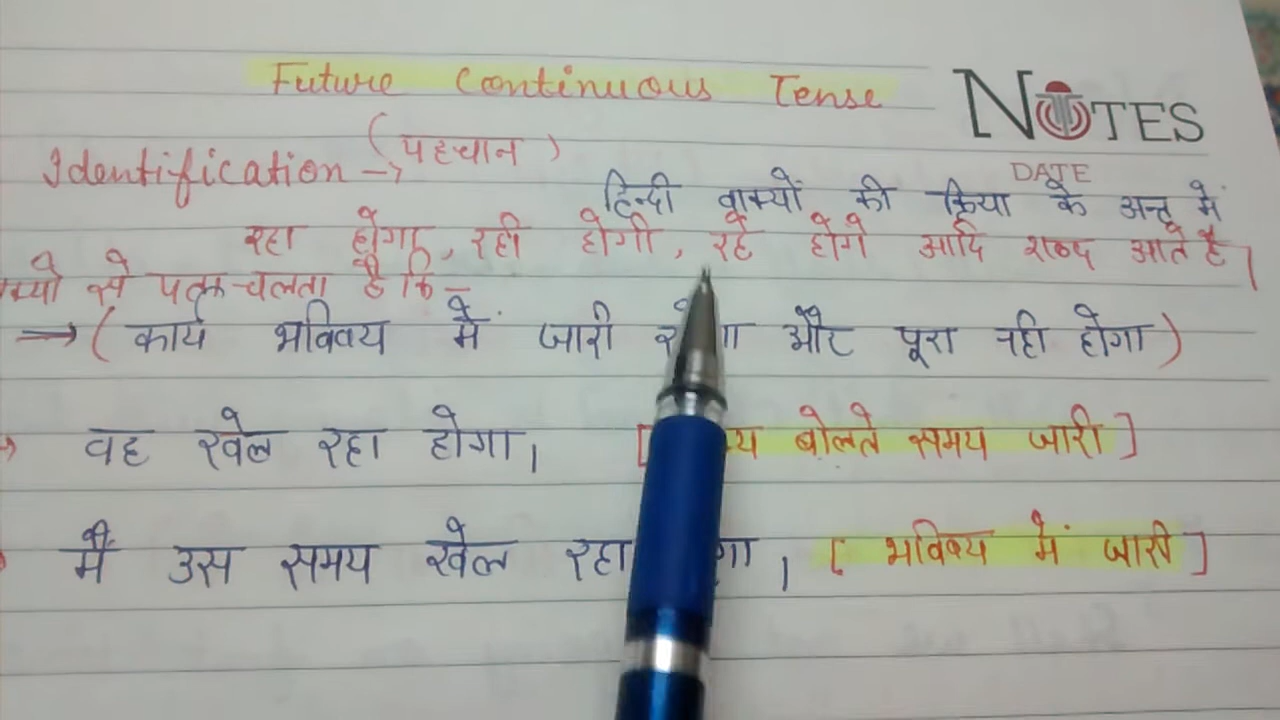 Future Continuous Tense
NOTES
DATE
Identification → (पहचान)
हिन्दी वाक्यों की क्रिया के अन्त में
रहा होगा, रही होगी, रहे होगे आदि शब्द आते है।
से पता चलता है कि -
→ (कार्य भविष्य में जारी और पूरा नही होगा)
→ वह खेल रहा होगा। [ बोलते समय जारी ]
मैं उस समय खेल रहा । [ भविष्य में जारी ]